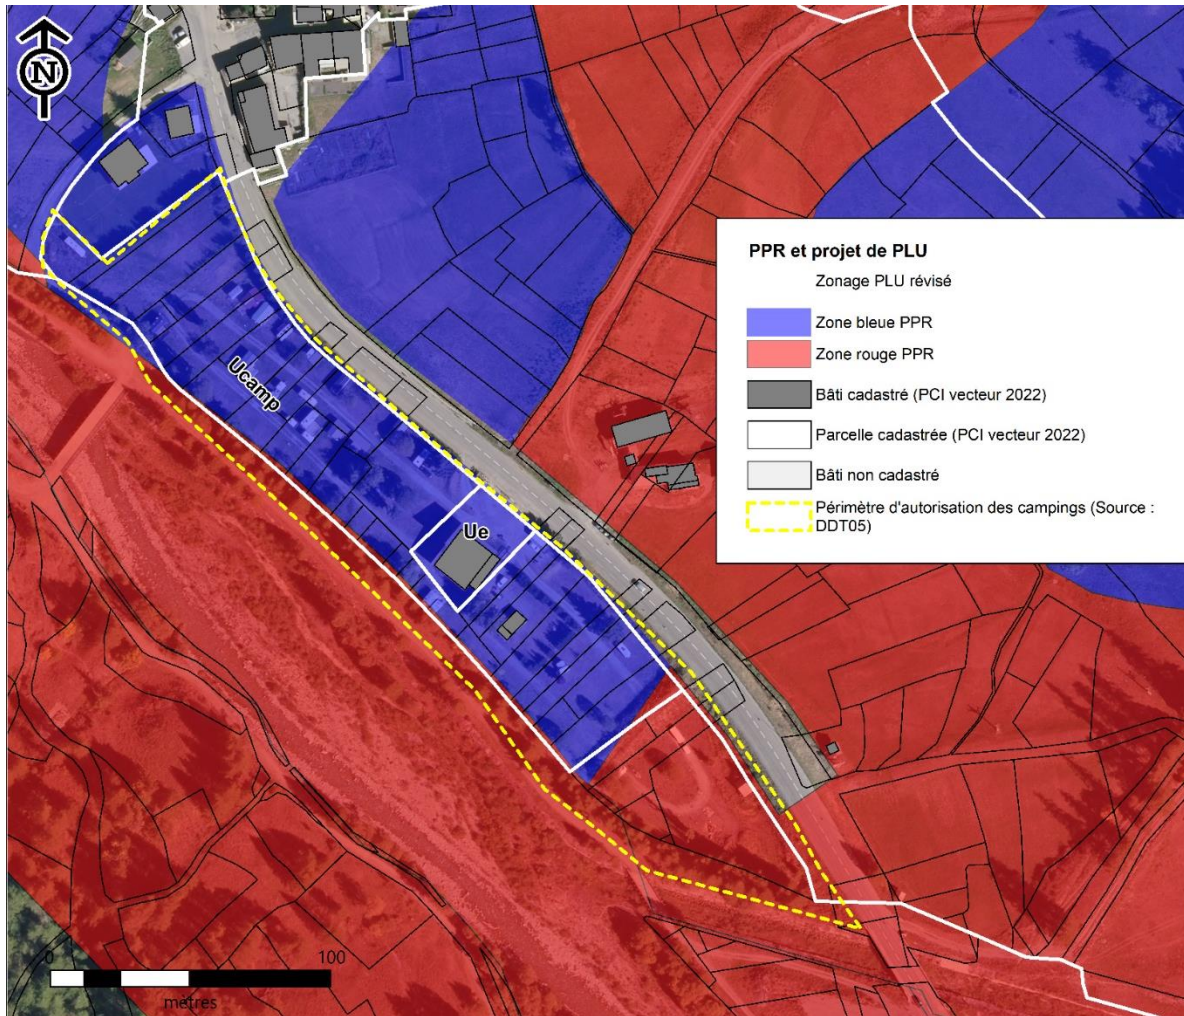 N
PPR et projet de PLU
Zonage PLU révisé
Zone bleue PPR
Zone rouge PPR
Bâti cadastré (PCI vecteur 2022)
Parcelle cadastrée (PCI vecteur 2022)
Bâti non cadastré
Périmètre d'autorisation des campings (Source :
DDT05)
Ucamp
Ue
0 100
mètres